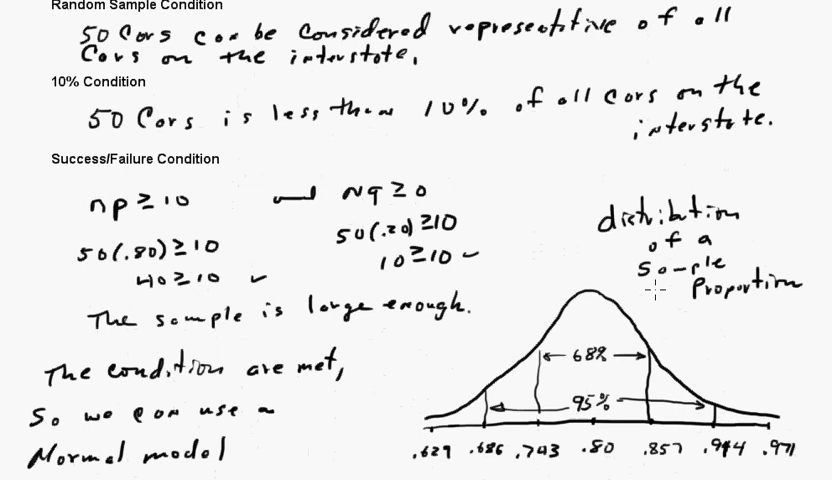 Random Sample Condition
50 Cars can be considered representitive of all
Cars on the interstate.
10% Condition
50 Cars is less than 10% of all cars on the
interstate.
Success/Failure Condition
np ≥ 10 and nq ≥ 0
50(.80) ≥ 10 50(.20) ≥ 10
40 ≥ 10 ✓ 10 ≥ 10 ✓
The sample is large enough.
The condition are met,
So we can use a
Normal model
distribution
of a
sample
Proportion
68%
95%
.629 .686 .743 .80 .857 .914 .971